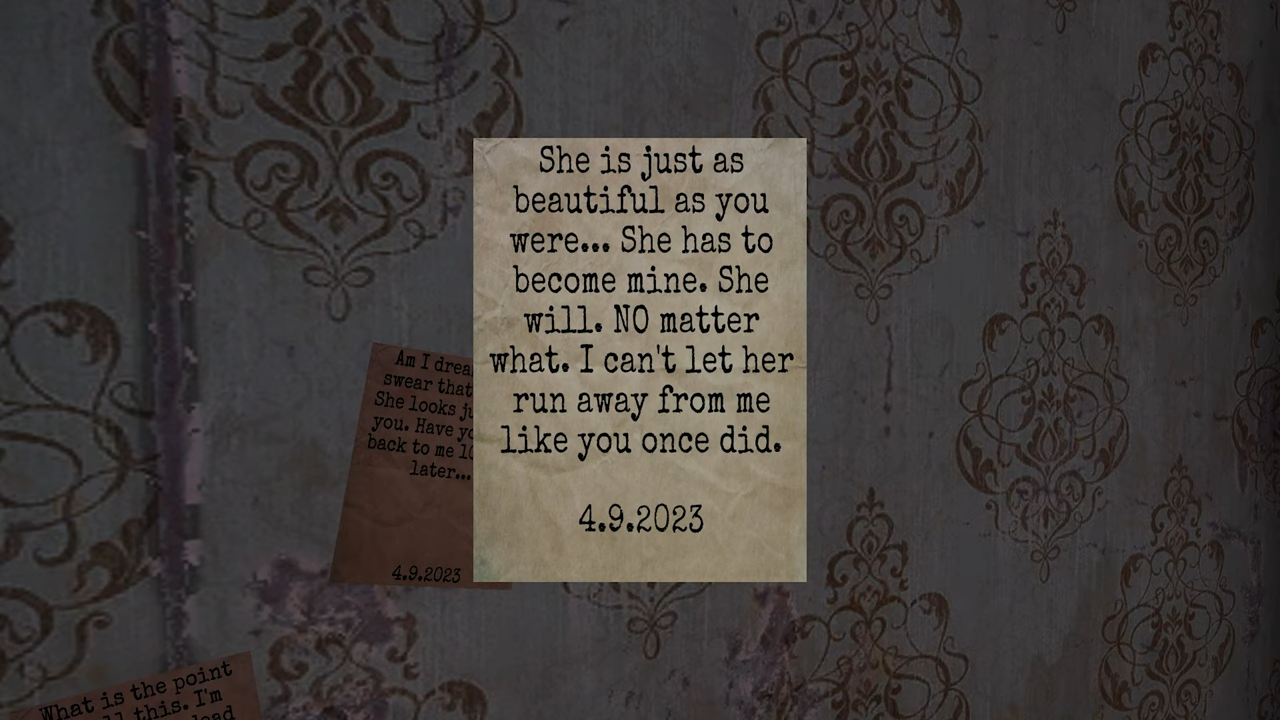 She is just as
beautiful as you
were... She has to
become mine. She
will. NO matter
what. I can't let her
run away from me
like you once did.
4.9.2023
Am I
swear that
She looks
you. Have
back to me
later...
4.9.2023
What is the point
this. I'm